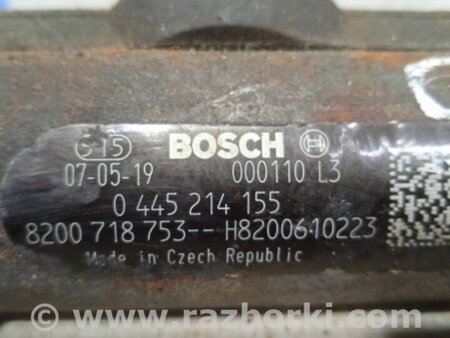 515 BOSCH
07-05-19 000110 L3
0 445 214 155
8200 718 753-- H8200610223
Made in Czech Republic
© www.razborki.com